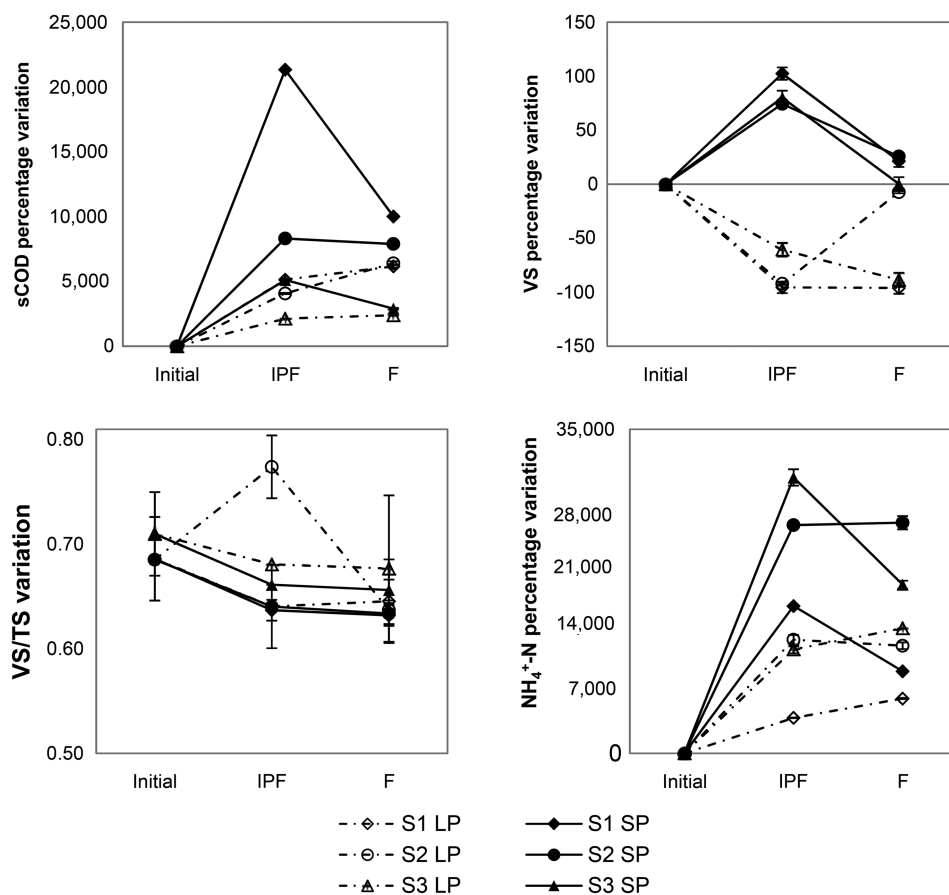 sCOD percentage variation
25,000
20,000
15,000
10,000
5,000
0
Initial IPF F
VS percentage variation
150
100
50
0
-50
-100
-150
Initial IPF F
VS/TS variation
0.80
0.70
0.60
0.50
Initial IPF F
NH₄⁺-N percentage variation
35,000
28,000
21,000
14,000
7,000
0
Initial IPF F
S1 LP S1 SP
S2 LP S2 SP
S3 LP S3 SP